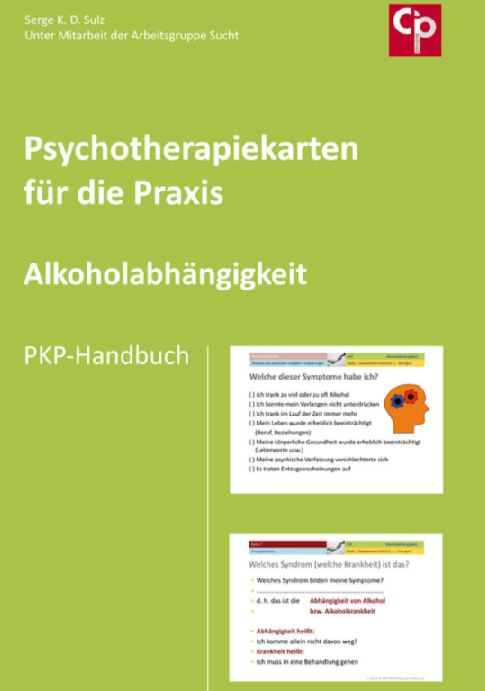 Serge K. D. Sulz
Unter Mitarbeit der Arbeitsgruppe Sucht
Cip
Psychotherapiekarten
für die Praxis
Alkoholabhängigkeit
PKP-Handbuch
Welche dieser Symptome habe ich?
( ) Ich trank zu viel oder zu oft Alkohol
( ) Ich konnte mein Verlangen nicht unterdrücken
( ) Ich trank im Lauf der Zeit immer mehr
( ) Mein Leben wurde erheblich beeinträchtigt
(Beruf, Beziehungen)
( ) Meine körperliche Gesundheit wurde erheblich beeinträchtigt
(Leberwerte usw.)
( ) Meine psychische Verfassung verschlechterte sich
( ) Es traten Entzugserscheinungen auf
Welches Syndrom (welche Krankheit) ist das?
• Welches Syndrom bilden meine Symptome?
• d. h. das ist die Abhängigkeit von Alkohol
• bzw. Alkoholkrankheit
• Abhängigkeit heißt:
• Ich komme allein nicht davon weg!
• Krankheit heißt:
• Ich muss in eine Behandlung gehen